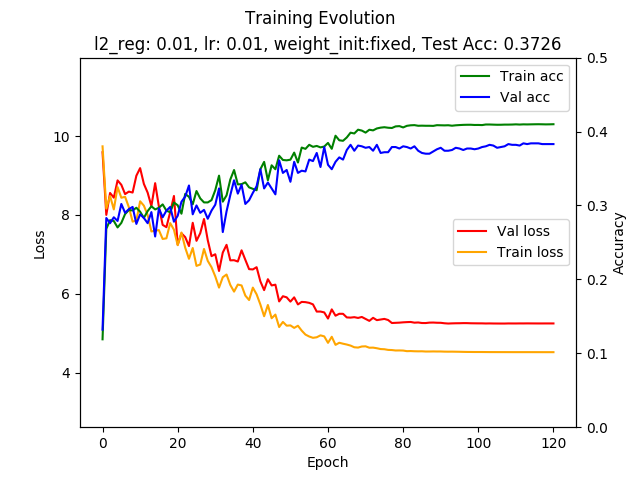 Training Evolution
l2_reg: 0.01, lr: 0.01, weight_init:fixed, Test Acc: 0.3726
Train acc
Val acc
Val loss
Train loss
Loss
10
8
6
4
Accuracy
0.5
0.4
0.3
0.2
0.1
0.0
0 20 40 60 80 100 120
Epoch